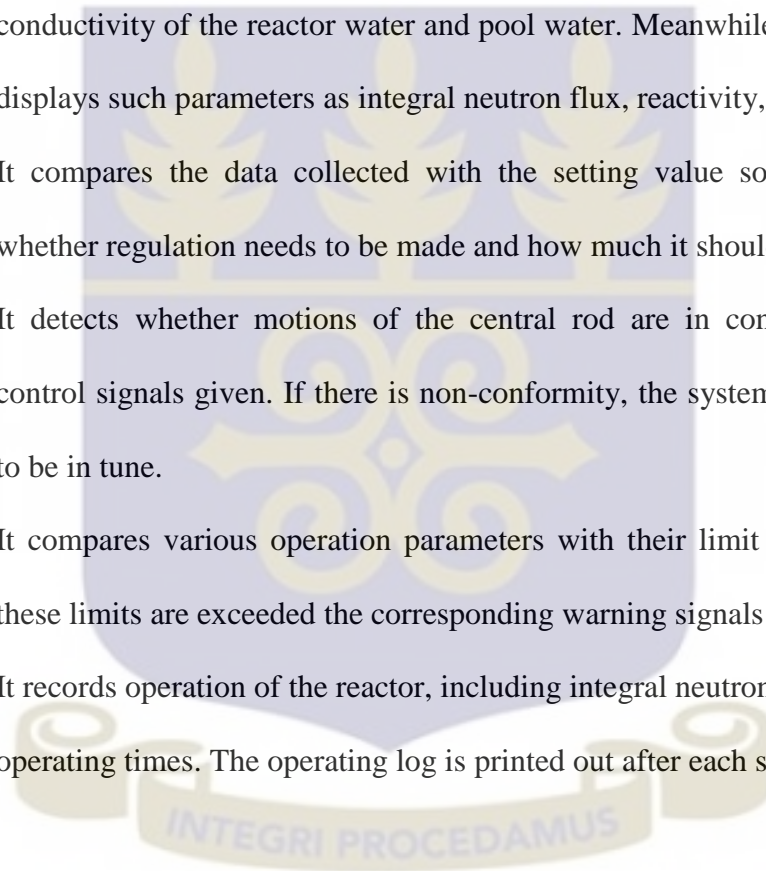 conductivity of the reactor water and pool water. Meanwhile
displays such parameters as integral neutron flux, reactivity,
It compares the data collected with the setting value so
whether regulation needs to be made and how much it shoul
It detects whether motions of the central rod are in con
control signals given. If there is non-conformity, the system
to be in tune.
It compares various operation parameters with their limit
these limits are exceeded the corresponding warning signals
It records operation of the reactor, including integral neutron
operating times. The operating log is printed out after each s
INTEGRI PROCEDAMUS